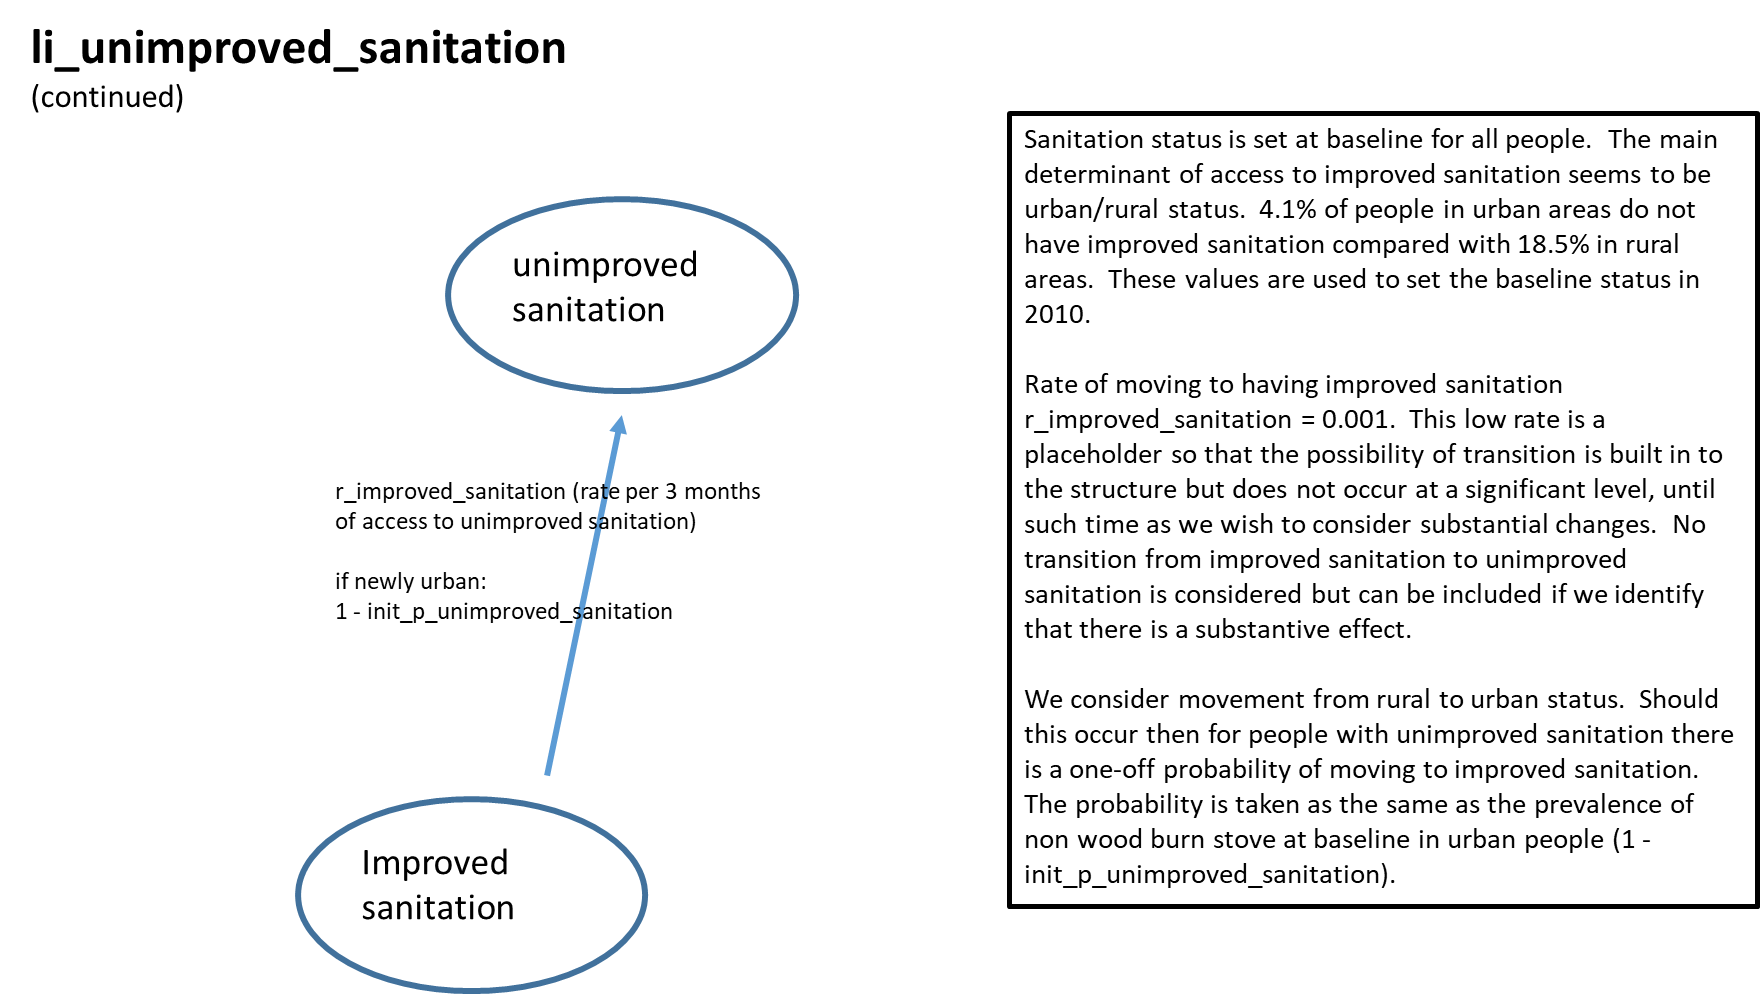 li_unimproved_sanitation
(continued)
unimproved
sanitation
r_improved_sanitation (rate per 3 months
of access to unimproved sanitation)
if newly urban:
1 - init_p_unimproved_sanitation
Improved
sanitation
Sanitation status is set at baseline for all people.  The main
determinant of access to improved sanitation seems to be
urban/rural status.  4.1% of people in urban areas do not
have improved sanitation compared with 18.5% in rural
areas.  These values are used to set the baseline status in
2010.
Rate of moving to having improved sanitation
r_improved_sanitation = 0.001.  This low rate is a
placeholder so that the possibility of transition is built in to
the structure but does not occur at a significant level, until
such time as we wish to consider substantial changes.  No
transition from improved sanitation to unimproved
sanitation is considered but can be included if we identify
that there is a substantive effect.
We consider movement from rural to urban status.  Should
this occur then for people with unimproved sanitation there
is a one-off probability of moving to improved sanitation.
The probability is taken as the same as the prevalence of
non wood burn stove at baseline in urban people (1 -
init_p_unimproved_sanitation).